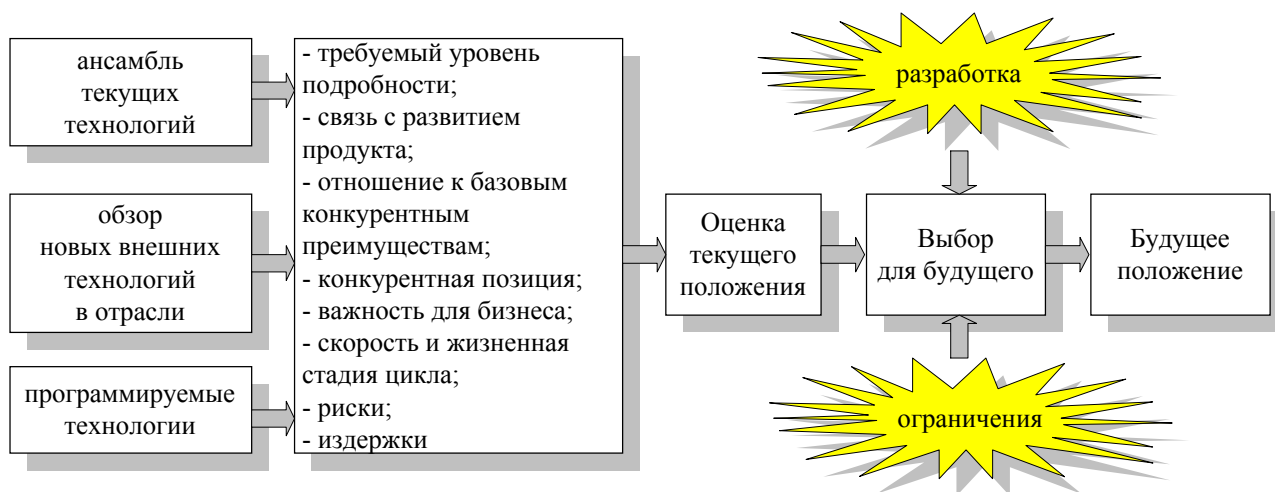 ансамбль
текущих
технологий
обзор
новых внешних
технологий
в отрасли
программируемые
технологии
- требуемый уровень
подробности;
- связь с развитием
продукта;
- отношение к базовым
конкурентным
преимуществам;
- конкурентная позиция;
- важность для бизнеса;
- скорость и жизненная
стадия цикла;
- риски;
- издержки
Оценка
текущего
положения
разработка
Выбор
для будущего
ограничения
Будущее
положение